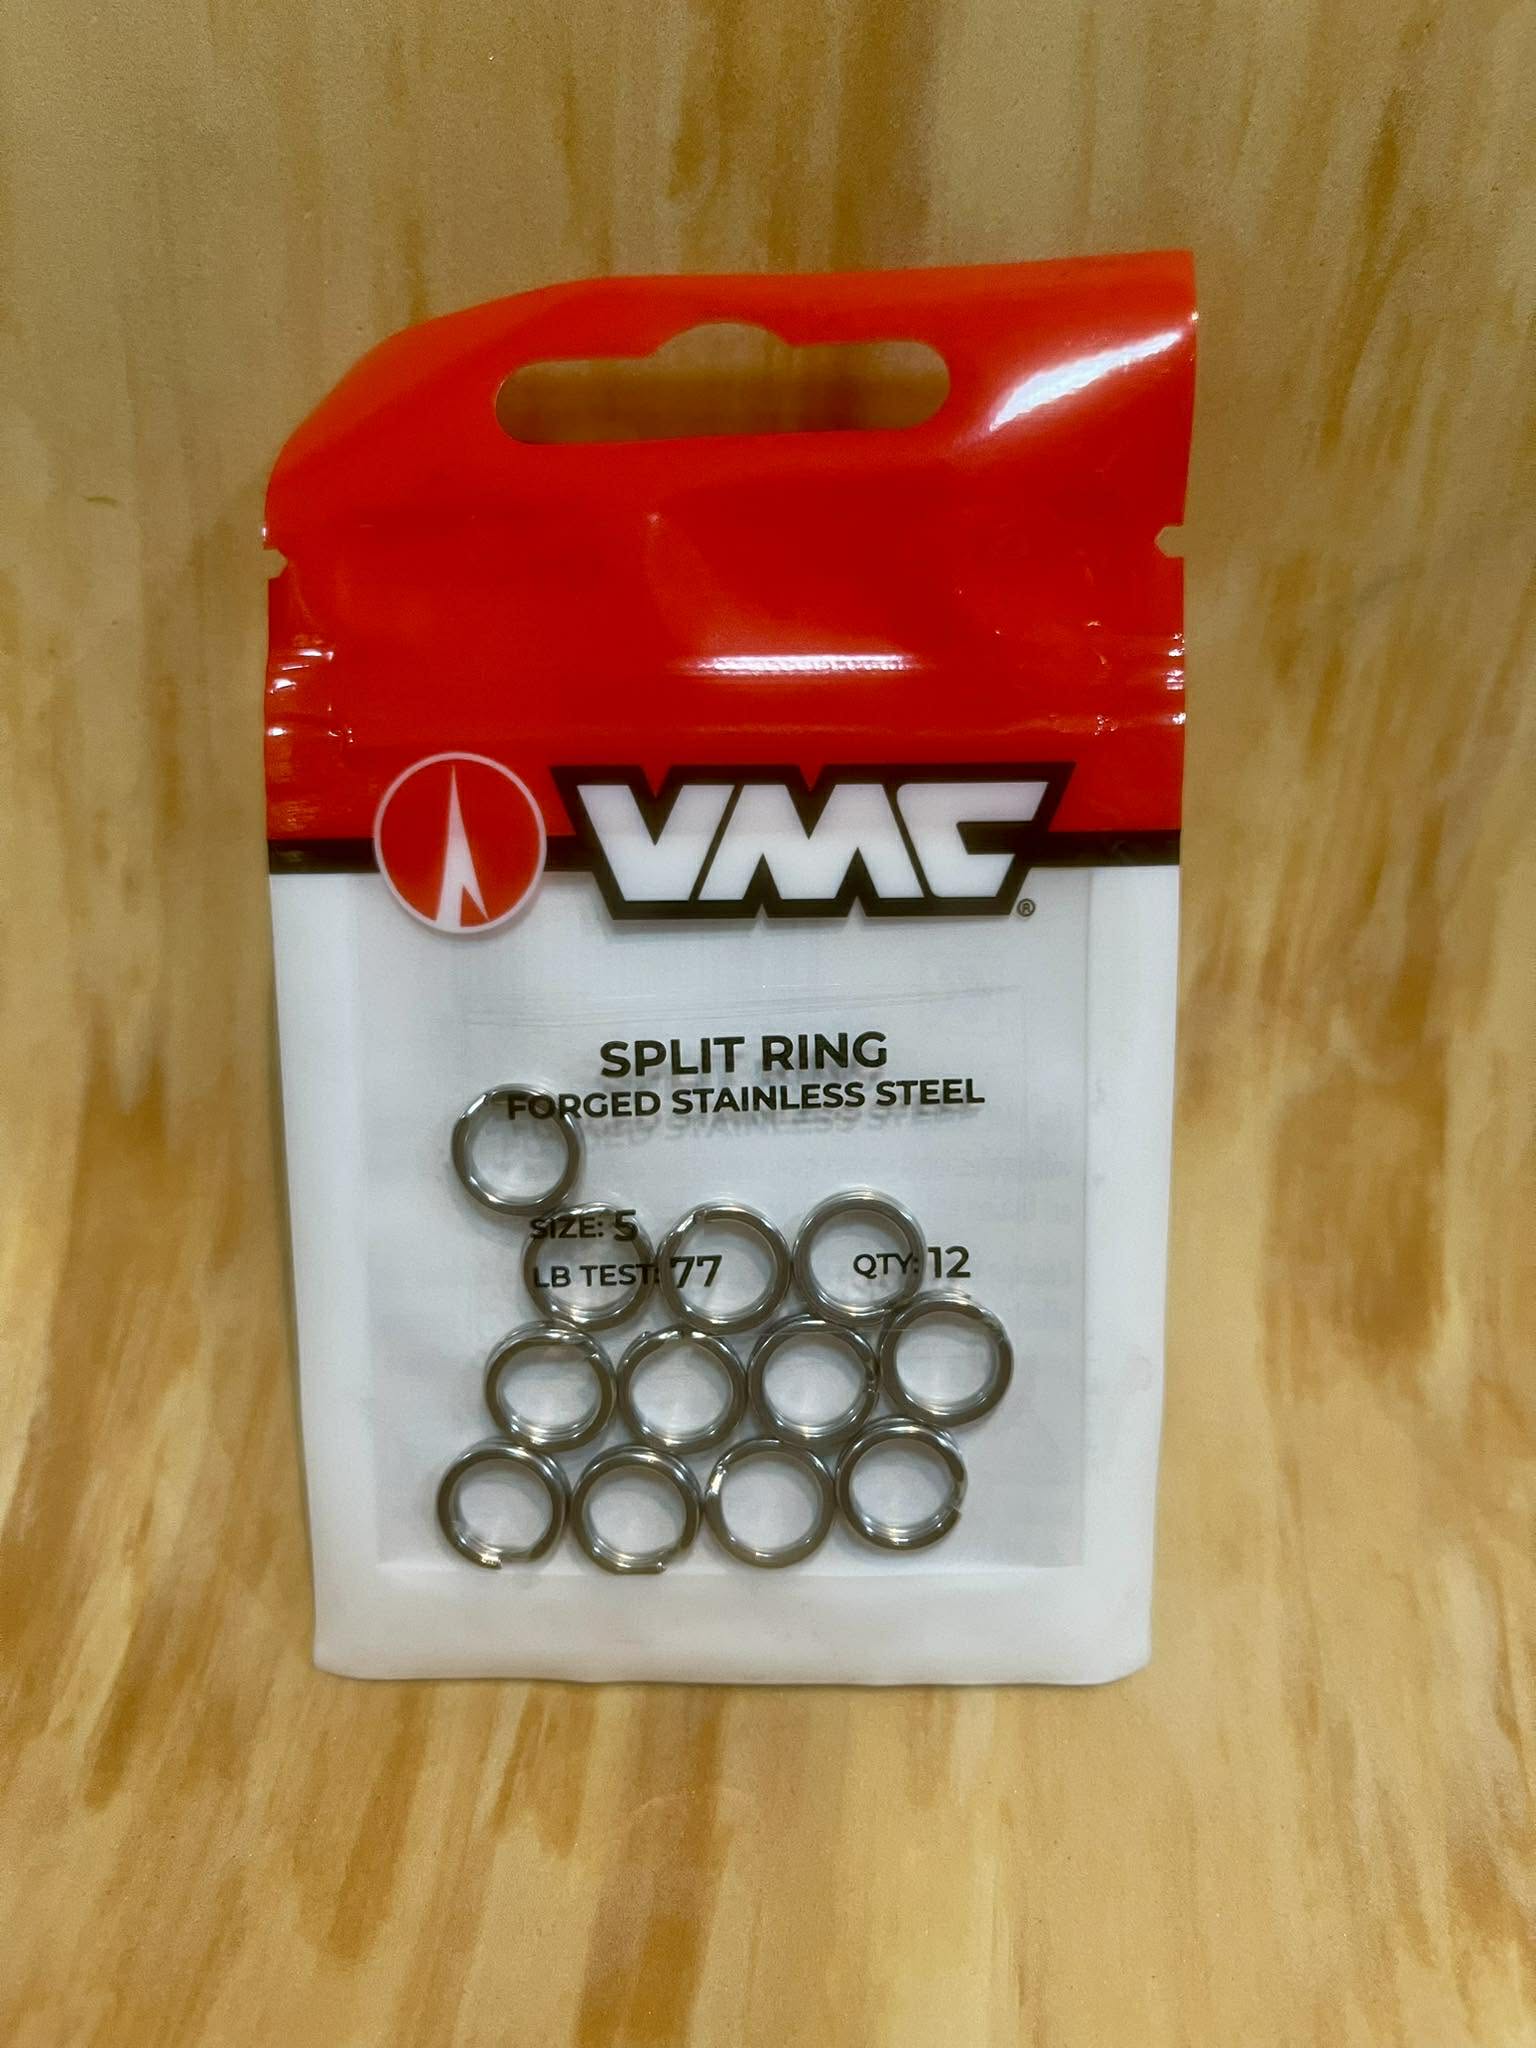 VMC®
SPLIT RING
FORGED STAINLESS STEEL
SIZE: 5
LB TEST: 77
QTY: 12